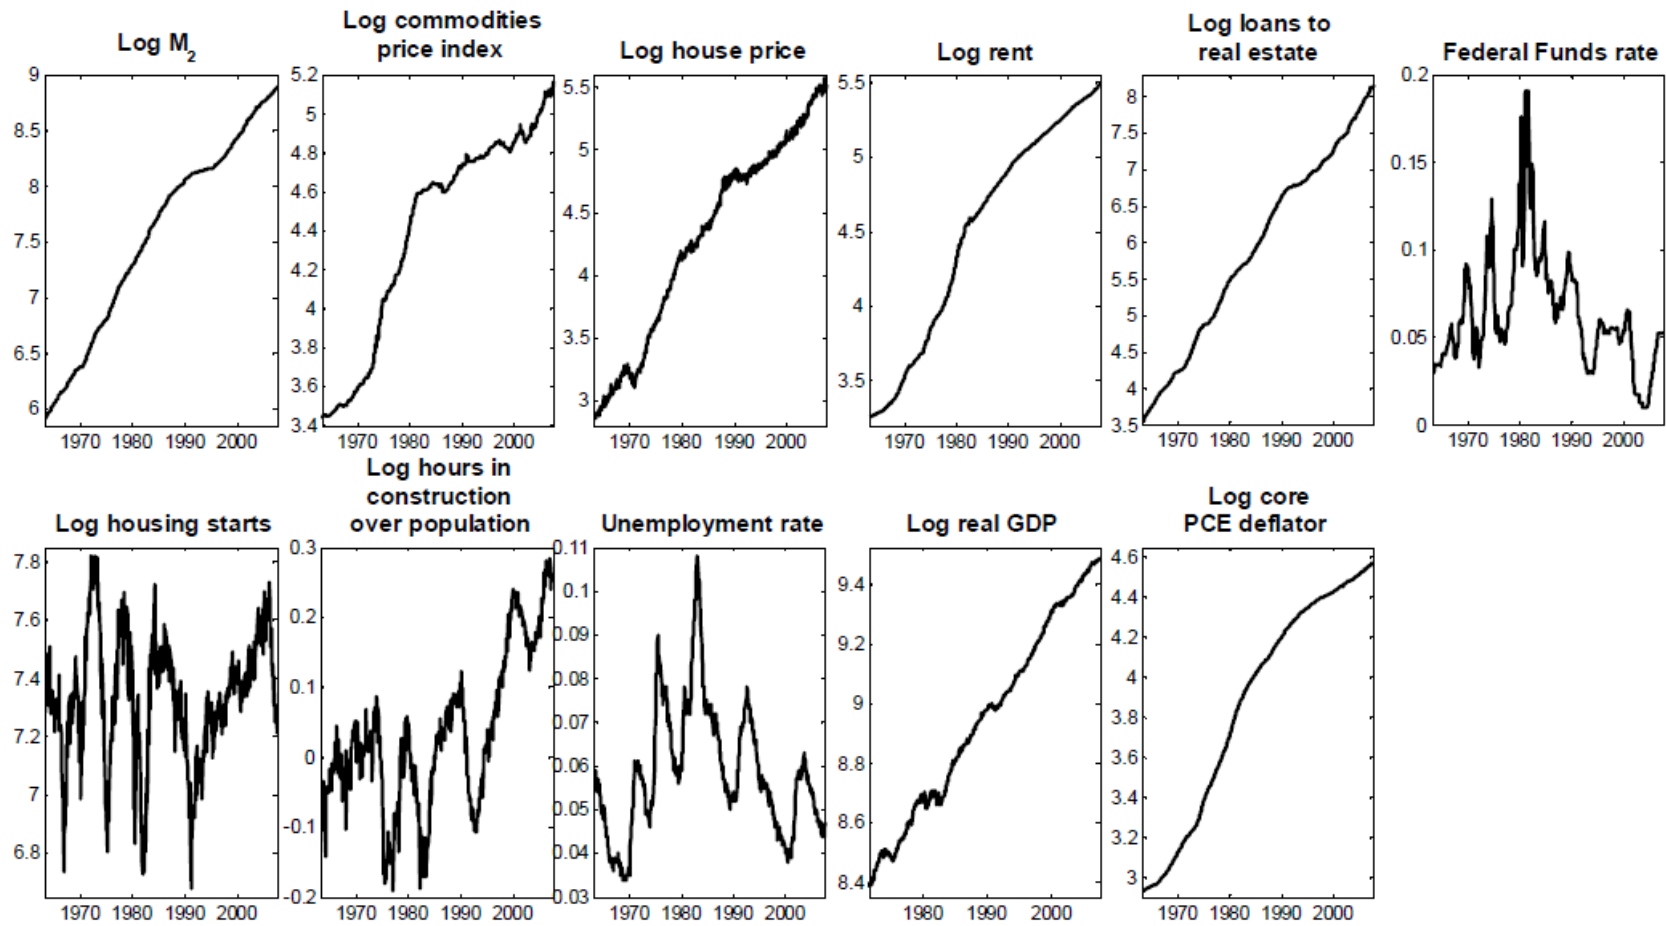 Log M2
9
8.5
8
7.5
7
6.5
6
1970 1980 1990 2000
Log commodities
price index
5.2
5
4.8
4.6
4.4
4.2
4
3.8
3.6
3.4
1970 1980 1990 2000
Log house price
5.5
5
4.5
4
3.5
3
1970 1980 1990 2000
Log rent
5.5
5
4.5
4
3.5
1970 1980 1990 2000
Log loans to
real estate
8
7.5
7
6.5
6
5.5
5
4.5
4
3.5
1970 1980 1990 2000
Federal Funds rate
0.2
0.15
0.1
0.05
0
1970 1980 1990 2000
Log housing starts
7.8
7.6
7.4
7.2
7
6.8
1970 1980 1990 2000
Log hours in
construction
over population
0.3
0.2
0.1
0
-0.1
-0.2
1970 1980 1990 2000
Unemployment rate
0.11
0.1
0.09
0.08
0.07
0.06
0.05
0.04
0.03
1970 1980 1990 2000
Log real GDP
9.4
9.2
9
8.8
8.6
8.4
1980 1990 2000
Log core
PCE deflator
4.6
4.4
4.2
4
3.8
3.6
3.4
3.2
3
1970 1980 1990 2000